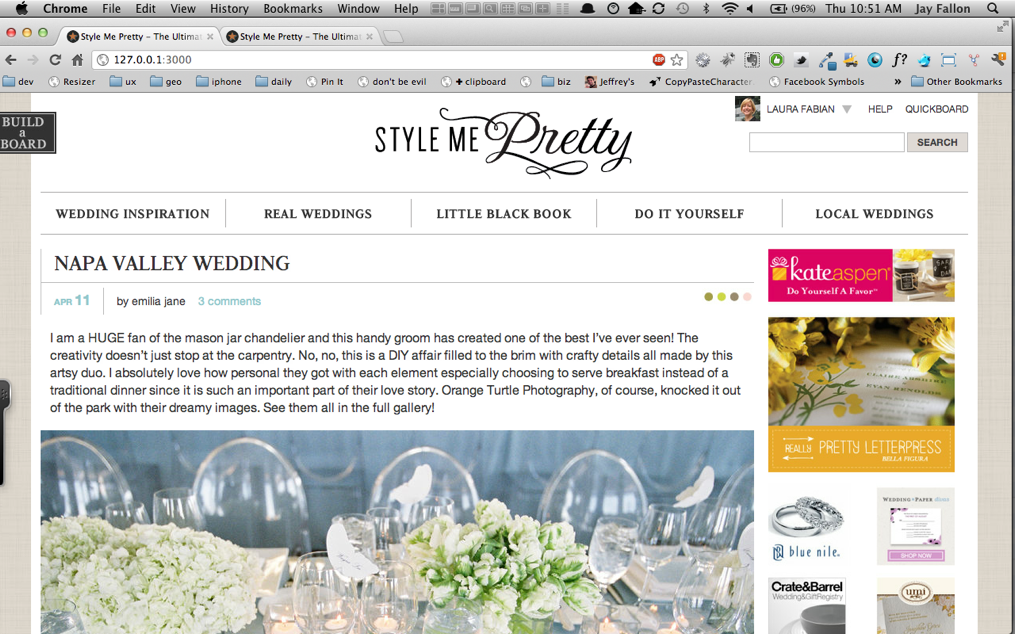 Chrome File Edit View History Bookmarks Window Help (96%) Thu 10:51 AM Jay Fallon
Style Me Pretty – The Ultimat Style Me Pretty – The Ultimat
127.0.0.1:3000 ABP f?
dev Resizer ux geo iphone daily Pin It don't be evil + clipboard biz Jeffrey's CopyPasteCharacter Facebook Symbols » Other Bookmarks
BUILD
a
BOARD
STYLE ME Pretty
LAURA FABIAN HELP QUICKBOARD
SEARCH
WEDDING INSPIRATION REAL WEDDINGS LITTLE BLACK BOOK DO IT YOURSELF LOCAL WEDDINGS
NAPA VALLEY WEDDING
APR 11 by emilia jane 3 comments
I am a HUGE fan of the mason jar chandelier and this handy groom has created one of the best I've ever seen! The
creativity doesn't just stop at the carpentry. No, no, this is a DIY affair filled to the brim with crafty details all made by this
artsy duo. I absolutely love how personal they got with each element especially choosing to serve breakfast instead of a
traditional dinner since it is such an important part of their love story. Orange Turtle Photography, of course, knocked it out
of the park with their dreamy images. See them all in the full gallery!
kateaspen
Do Yourself A Favor
REALLY PRETTY LETTERPRESS
BELLA FIGURA
blue nile.
WEDDING PAPER divas
SHOP NOW
Crate&Barrel
Wedding&GiftRegistry
umi